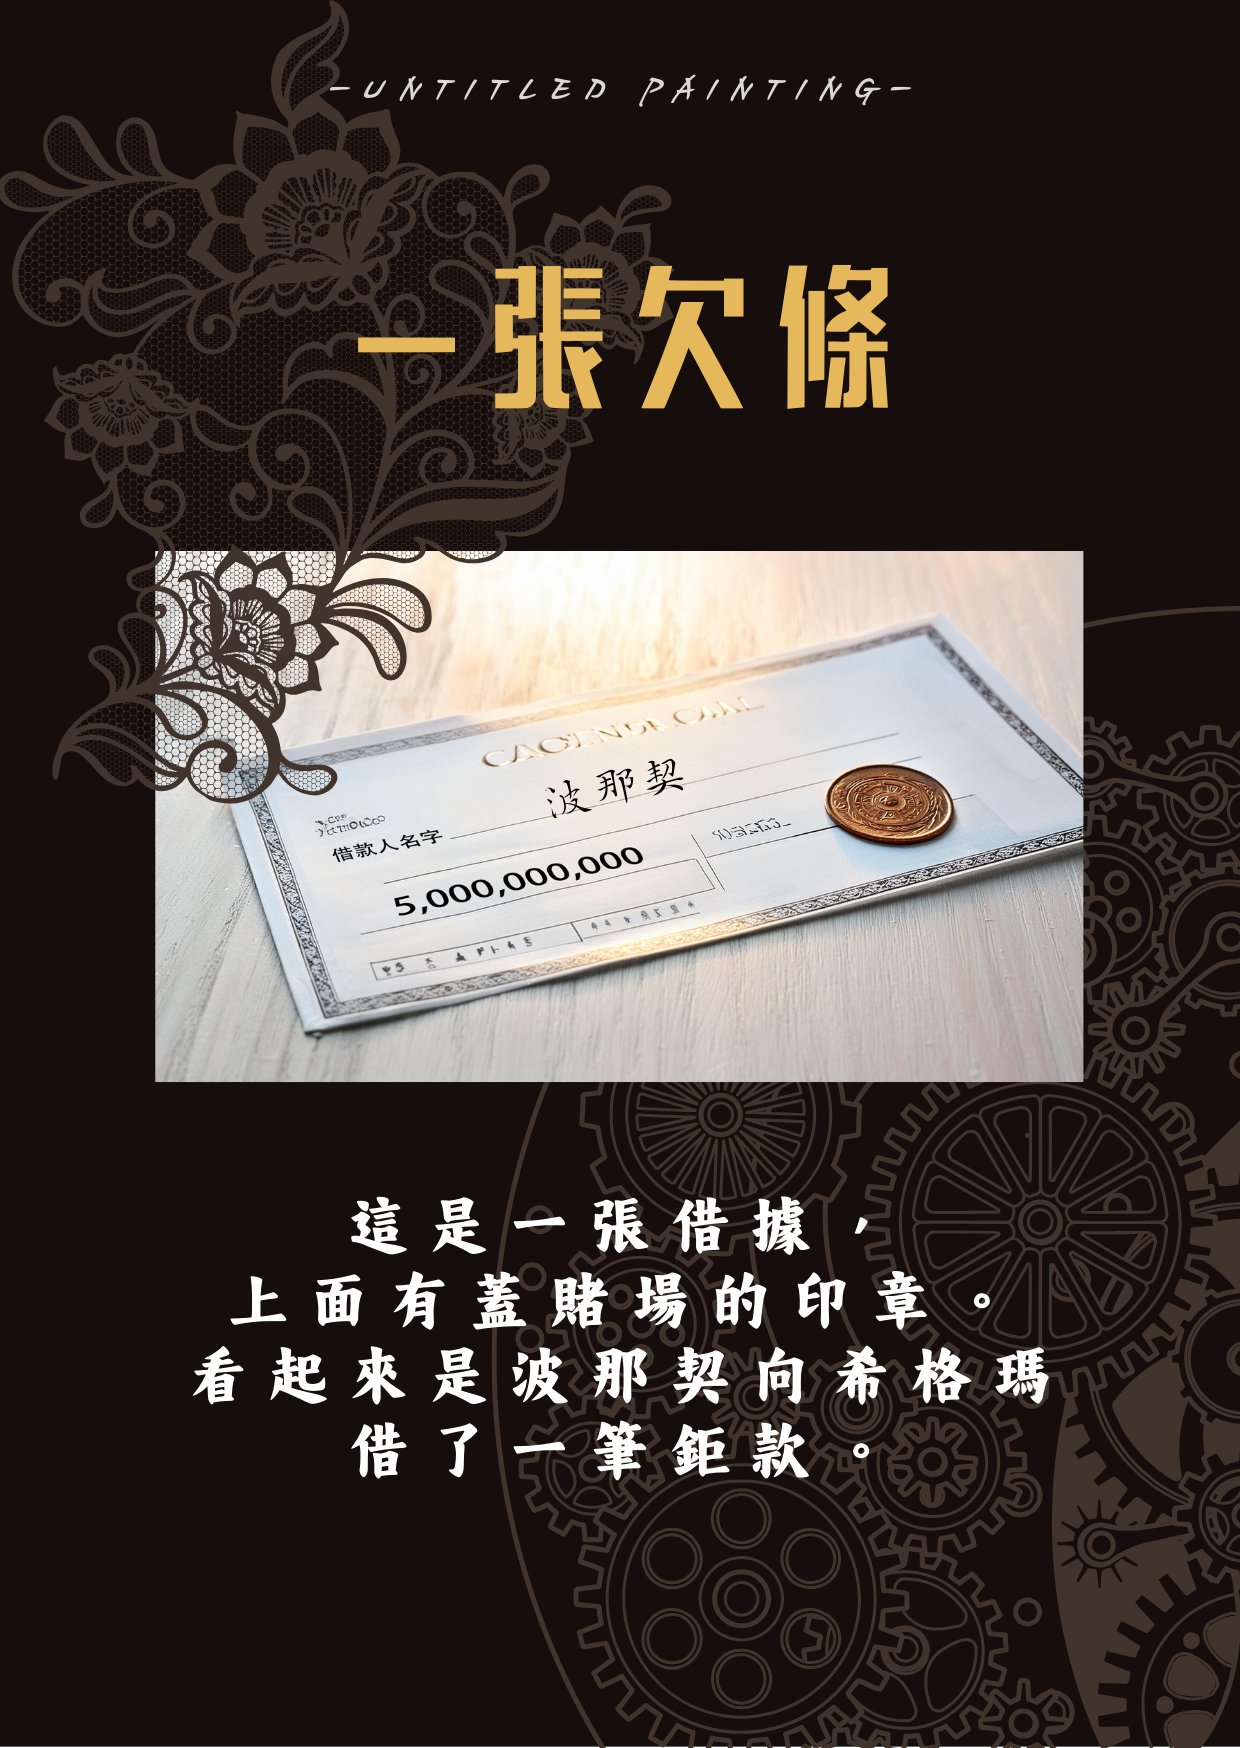 -UNTITLED PAINTING-
一張欠條
波那契
借款人名字
5,000,000,000
這是一張借據，
上面有蓋賭場的印章。
看起來是波那契向希格瑪
借了一筆鉅款。